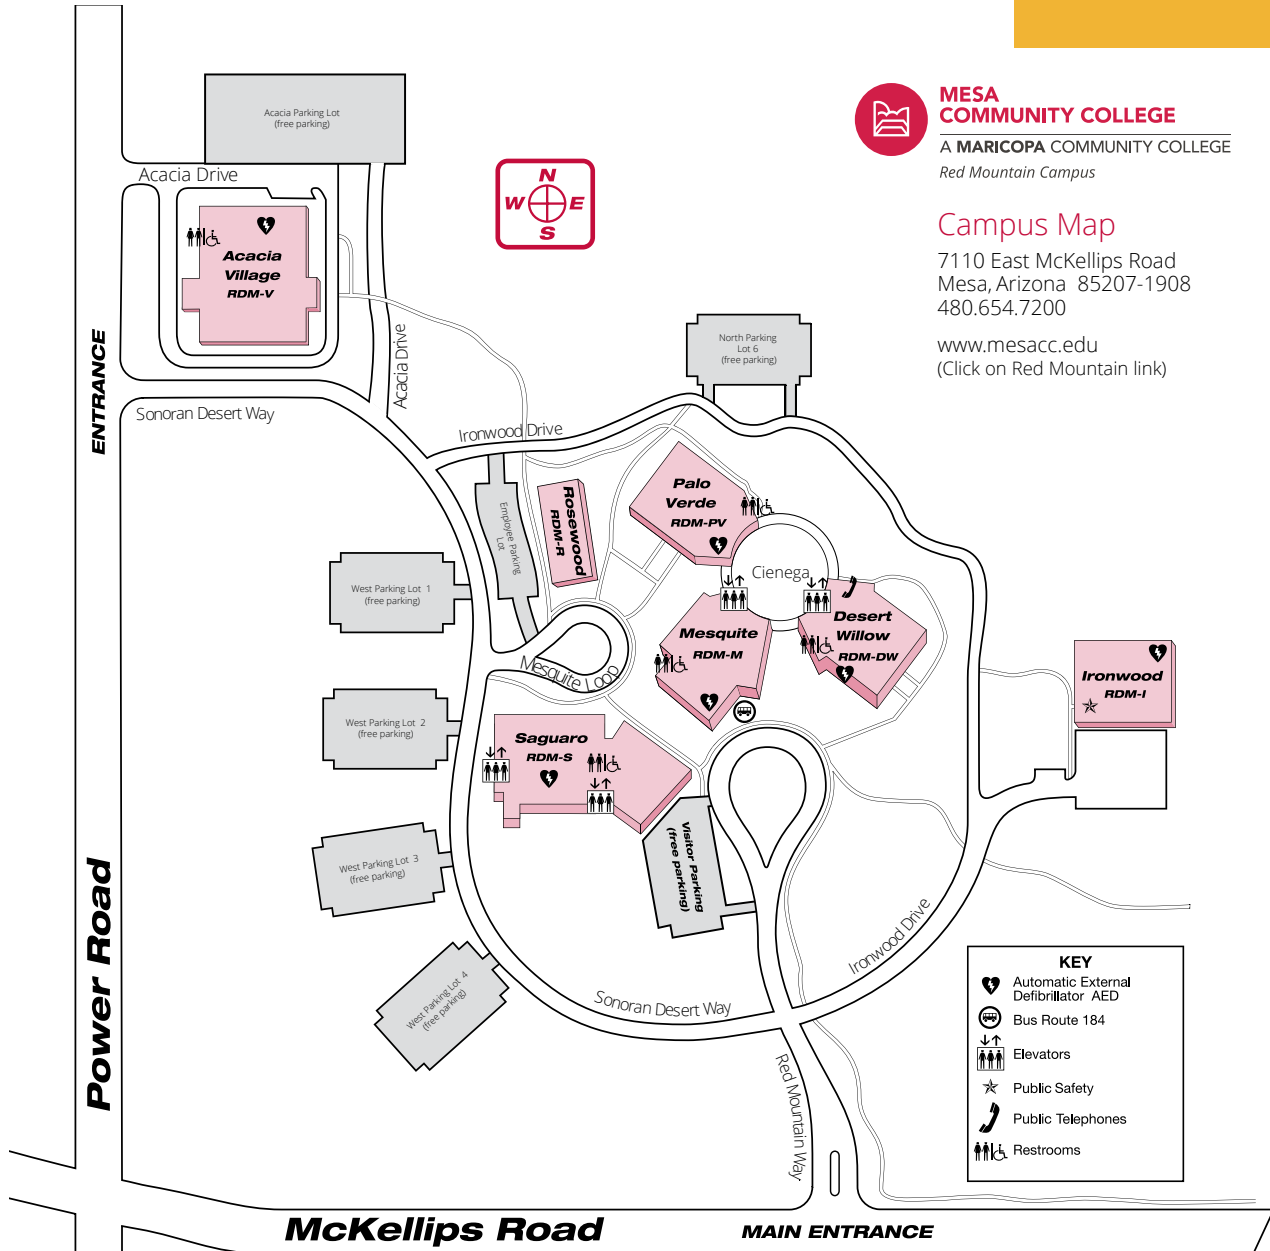 MESA
COMMUNITY COLLEGE
A MARICOPA COMMUNITY COLLEGE
Red Mountain Campus
Campus Map
7110 East McKellips Road
Mesa, Arizona 85207-1908
480.654.7200
www.mesacc.edu
(Click on Red Mountain link)
Acacia Parking Lot
(free parking)
Acacia Drive
N
W E
S
Acacia
Village
RDM-V
ENTRANCE
Acacia Drive
Sonoran Desert Way
North Parking
Lot 6
(free parking)
Ironwood Drive
Employee Parking
Lot
Rosewood
RDM-R
Palo
Verde
RDM-PV
Cienega
West Parking Lot 1
(free parking)
Mesquite
RDM-M
Desert
Willow
RDM-DW
Mesquite Loop
Ironwood
RDM-I
West Parking Lot 2
(free parking)
Saguaro
RDM-S
Visitor Parking
(free parking)
West Parking Lot 3
(free parking)
West Parking Lot 4
(free parking)
Ironwood Drive
Sonoran Desert Way
Red Mountain Way
Power Road
KEY
Automatic External
Defibrillator AED
Bus Route 184
Elevators
Public Safety
Public Telephones
Restrooms
McKellips Road
MAIN ENTRANCE